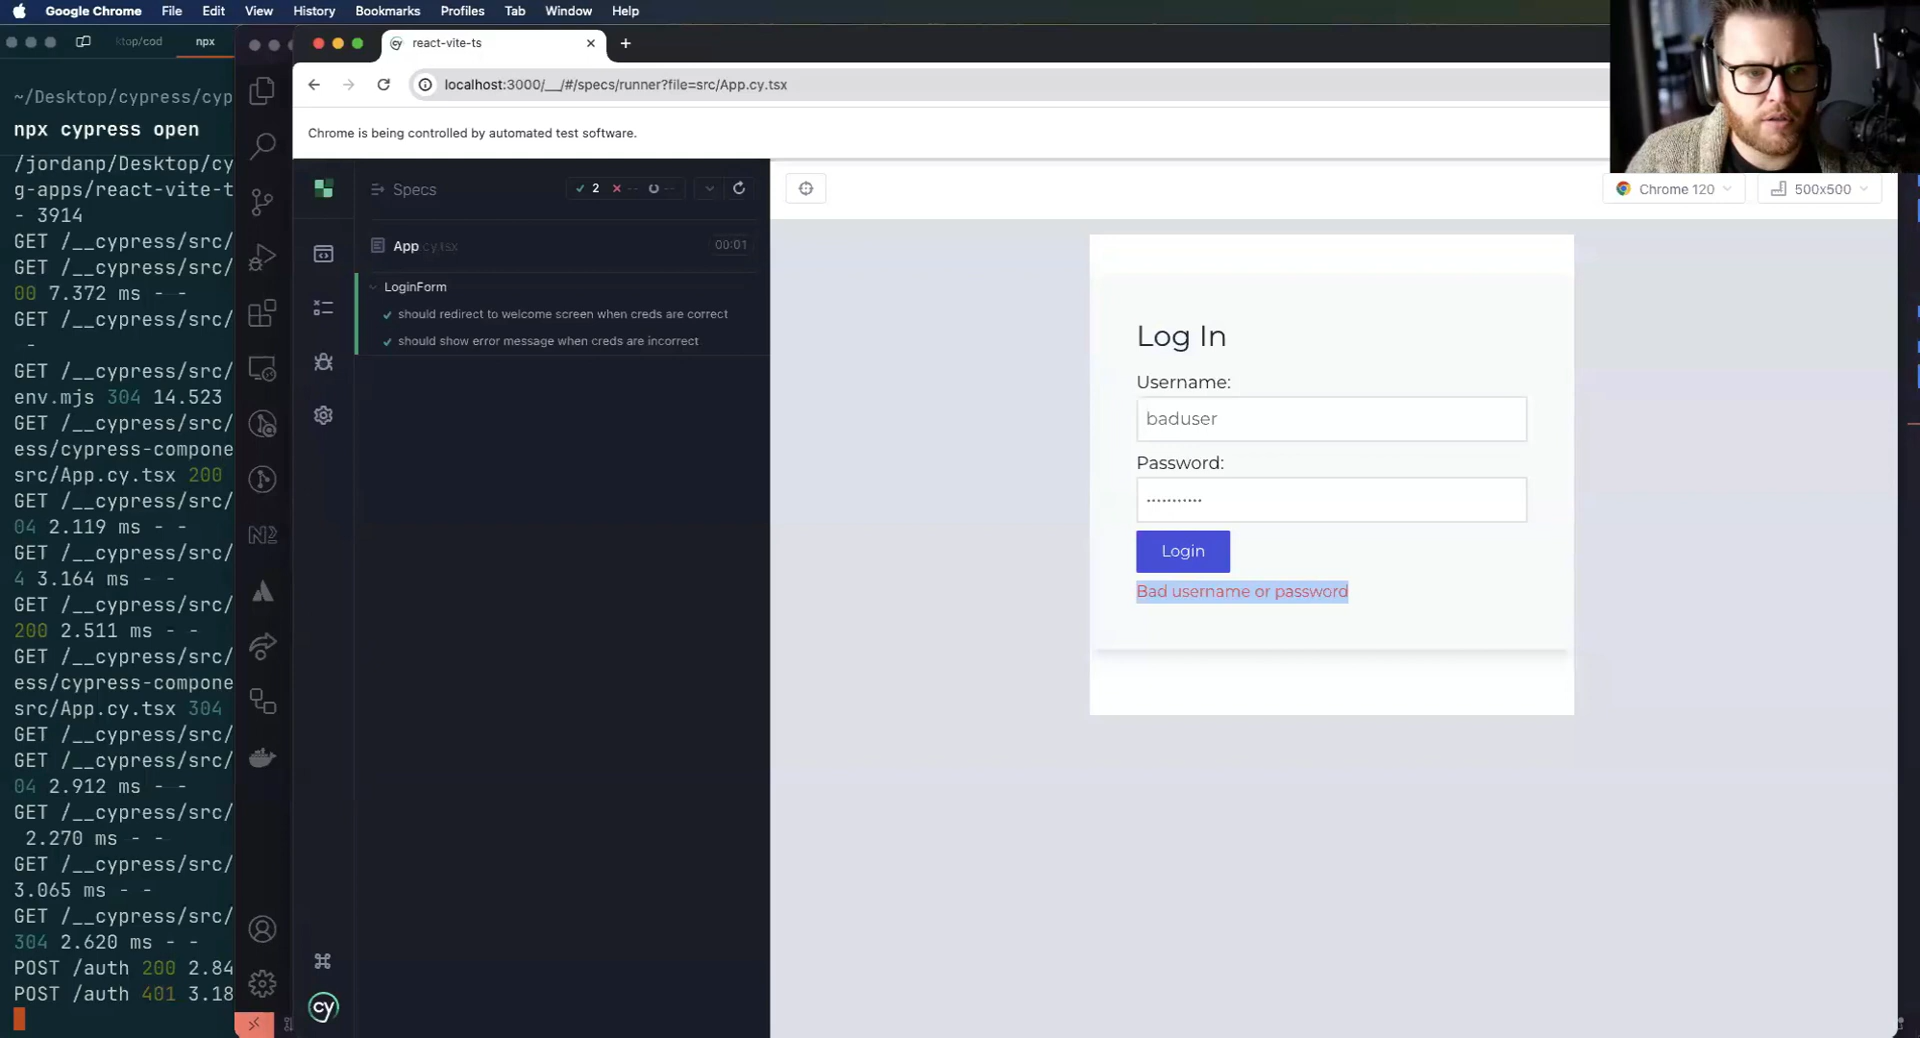 Google Chrome File Edit View History Bookmarks Profiles Tab Window Help
ktop/cod npx
react-vite-ts
localhost:3000/__/#/specs/runner?file=src/App.cy.tsx
Chrome is being controlled by automated test software.
~/Desktop/cypress/cyp
npx cypress open
/jordanp/Desktop/cy
g-apps/react-vite-t
- 3914
GET /__cypress/src/
GET /__cypress/src/
00 7.372 ms - -
GET /__cypress/src/
-
GET /__cypress/src/
env.mjs 304 14.523
GET /__cypress/src/
ess/cypress-compone
src/App.cy.tsx 200
GET /__cypress/src/
04 2.119 ms - -
GET /__cypress/src/
4 3.164 ms - -
GET /__cypress/src/
200 2.511 ms - -
GET /__cypress/src/
ess/cypress-compone
src/App.cy.tsx 304
GET /__cypress/src/
GET /__cypress/src/
04 2.912 ms - -
GET /__cypress/src/
2.270 ms - -
GET /__cypress/src/
3.065 ms - -
GET /__cypress/src/
304 2.620 ms - -
POST /auth 200 2.84
POST /auth 401 3.18
Specs 2 -- --
App.cy.tsx 00:01
LoginForm
should redirect to welcome screen when creds are correct
should show error message when creds are incorrect
cy
Chrome 120 500x500
Log In
Username:
baduser
Password:
Login
Bad username or password